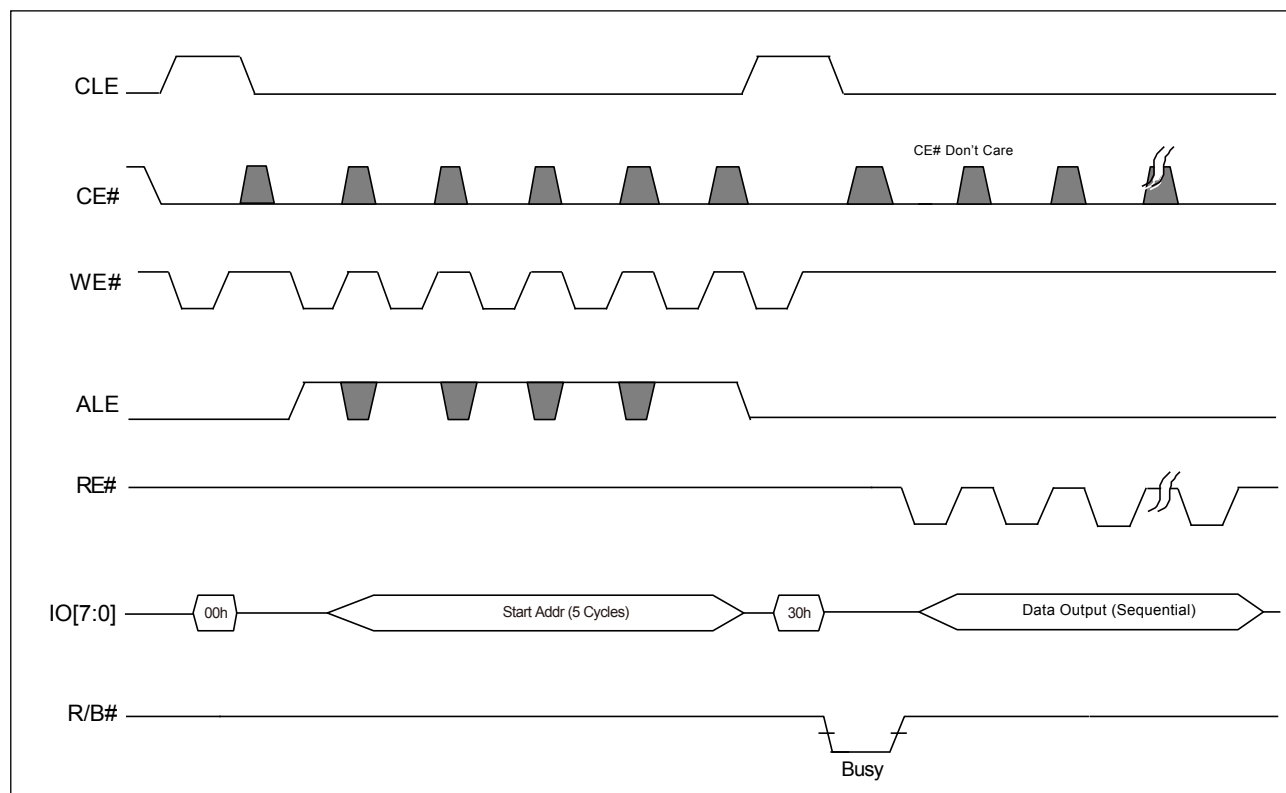 CLE
CE# Don't Care
CE#
WE#
ALE
RE#
IO[7:0]
00h
Start Addr (5 Cycles)
30h
Data Output (Sequential)
R/B#
Busy